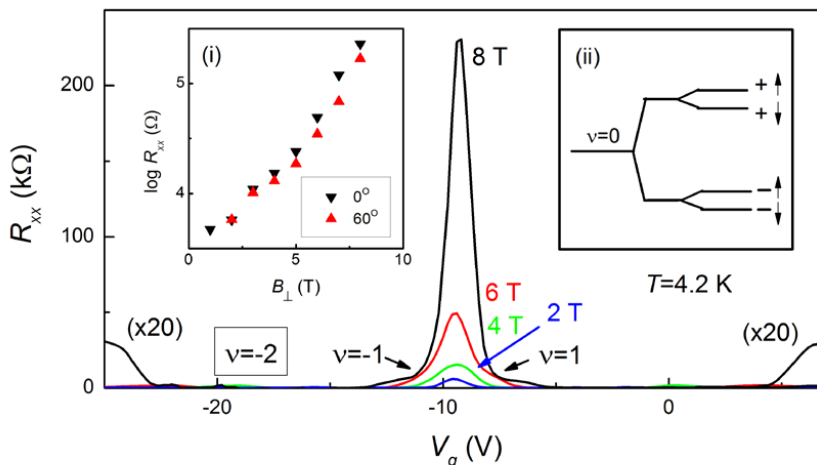 (i)
8 T
(ii)
200
5
+
+
ν=0
log R_xx (Ω)
R_xx (kΩ)
4
0°
60°
−
−
100
0
5
10
B_⊥ (T)
6 T
T=4.2 K
4 T
2 T
(x20)
ν=-2
ν=-1
ν=1
(x20)
0
-20
-10
0
V_g (V)